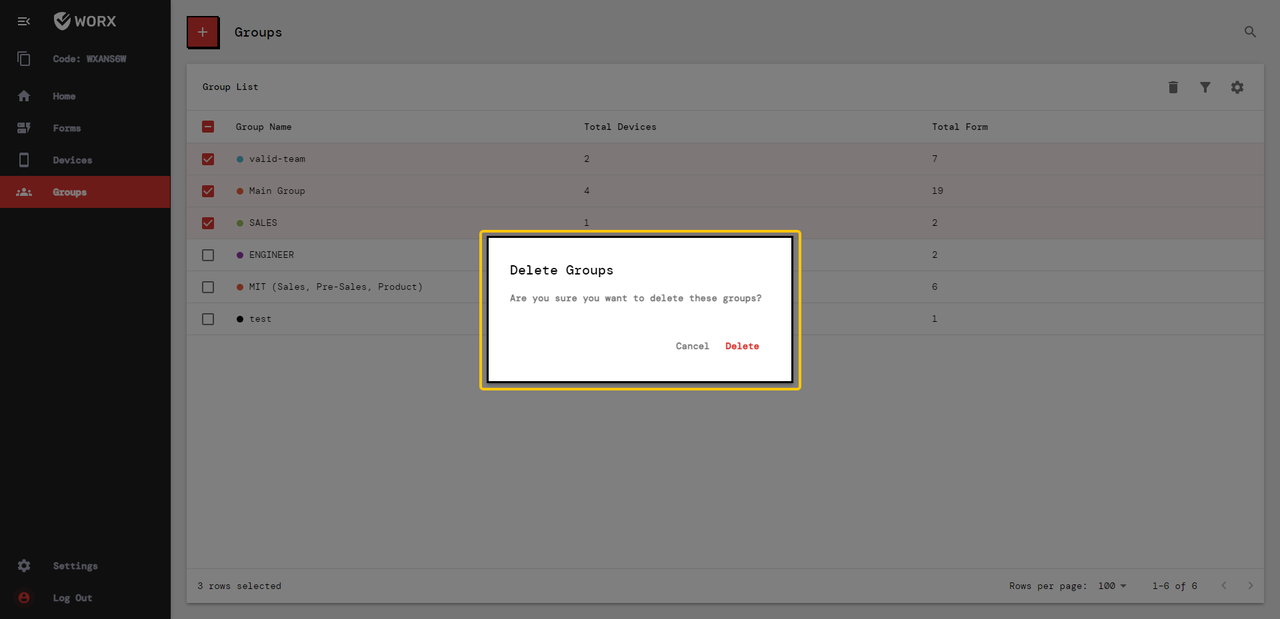 WORX
Groups
Code: WXANS6W
Group List
Home
Group Name Total Devices Total Form
Forms
valid-team 2 7
Devices
Main Group 4 19
Groups
SALES 1 2
ENGINEER 2
MIT (Sales, Pre-Sales, Product) 6
test 1
Delete Groups
Are you sure you want to delete these groups?
Cancel Delete
Settings
3 rows selected Rows per page: 100 1-6 of 6
Log Out